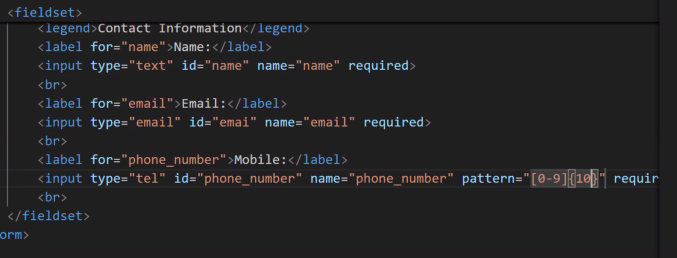 <fieldset>
<legend>Contact Information</legend>
<label for="name">Name:</label>
<input type="text" id="name" name="name" required>
<br>
<label for="email">Email:</label>
<input type="email" id="emai" name="email" required>
<br>
<label for="phone_number">Mobile:</label>
<input type="tel" id="phone_number" name="phone_number" pattern="[0-9]{10}" requir
<br>
</fieldset>
orm>